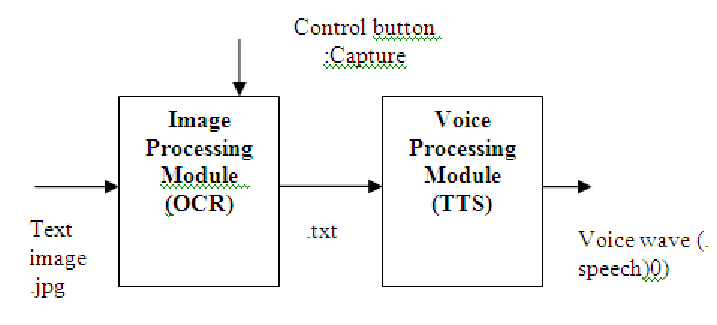 Control button
:Capture
Image
Processing
Module
(OCR)
Voice
Processing
Module
(TTS)
Text
image
.jpg
.txt
Voice wave (.
speech)0)